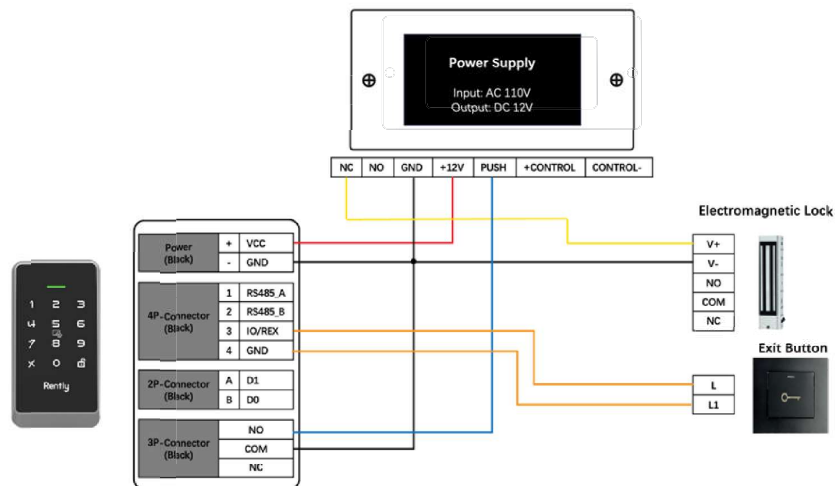 Power Supply
Input: AC 110V
Output: DC 12V
NC NO GND +12V PUSH +CONTROL CONTROL-
Electromagnetic Lock
V+
V-
NO
COM
NC
Exit Button
L
L1
Power
(Black)
+ VCC
- GND
4P-Connector
(Black)
1 RS485_A
2 RS485_B
3 IO/REX
4 GND
2P-Connector
(Black)
A D1
B D0
3P-Connector
(Black)
NO
COM
NC
1 2 3
4 5 6
7 8 9
X 0
Rently